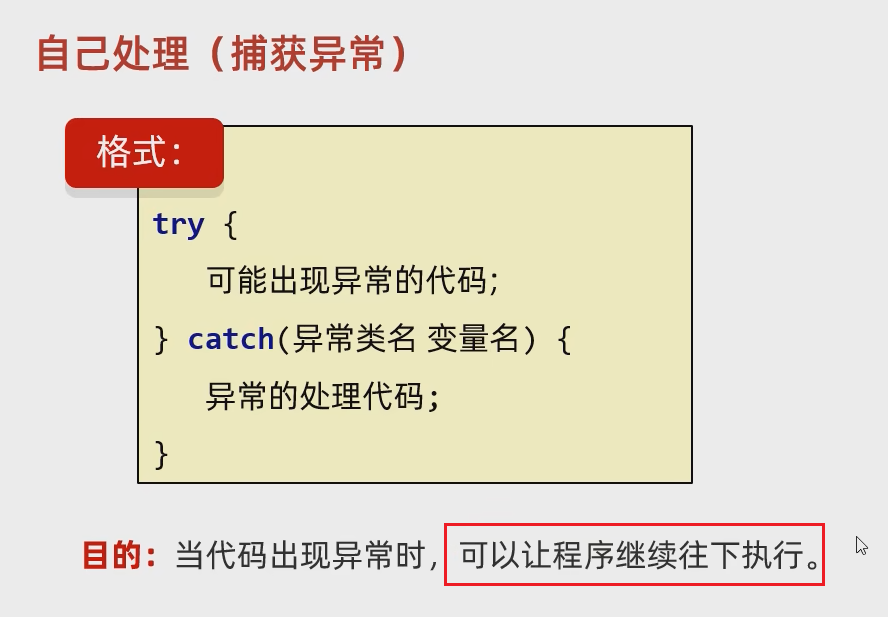 自己处理（捕获异常）
格式：
try {
可能出现异常的代码;
} catch(异常类名 变量名) {
异常的处理代码;
}
目的：当代码出现异常时，可以让程序继续往下执行。